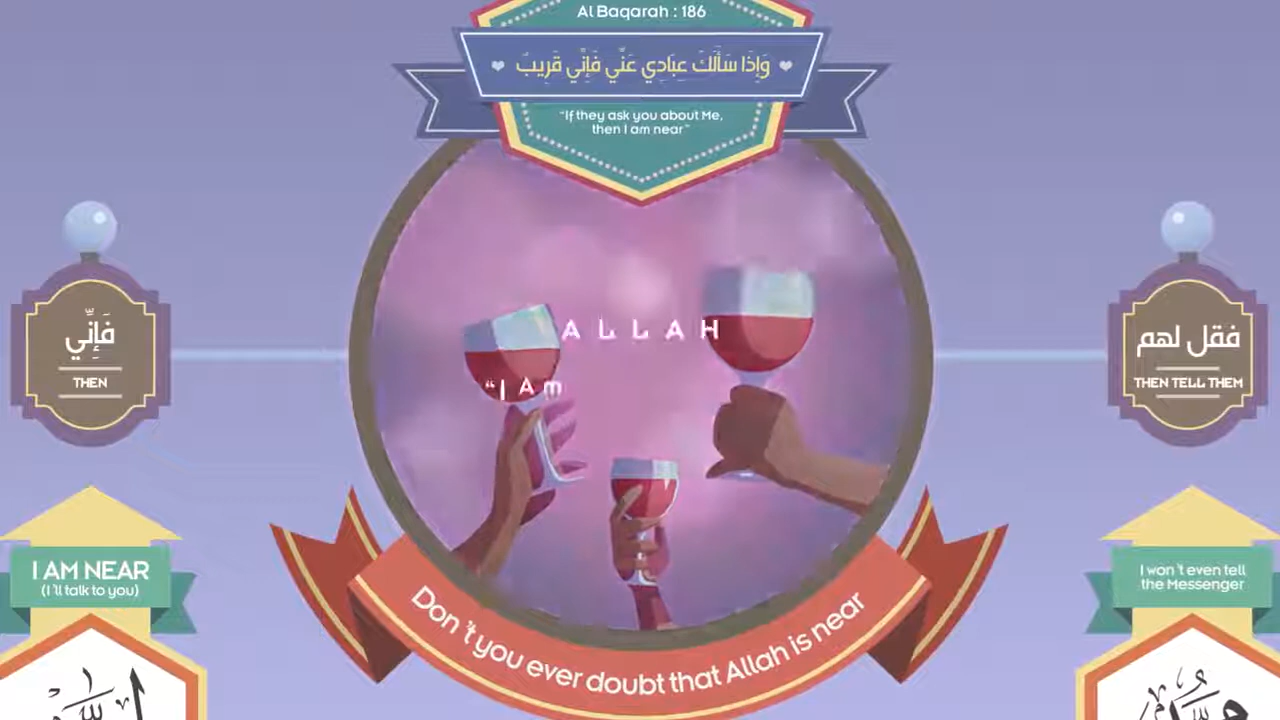 Al Baqarah : 186
وَإِذَا سَأَلَكَ عِبَادِي عَنِّي فَإِنِّي قَرِيبٌ
"If they ask you about Me,
then I am near"
ALLAH
"I Am
فَإِنِّي
THEN
فقل لهم
THEN TELL THEM
I AM NEAR
(I'll talk to you)
I won't even tell
the Messenger
Don't you ever doubt that Allah is near